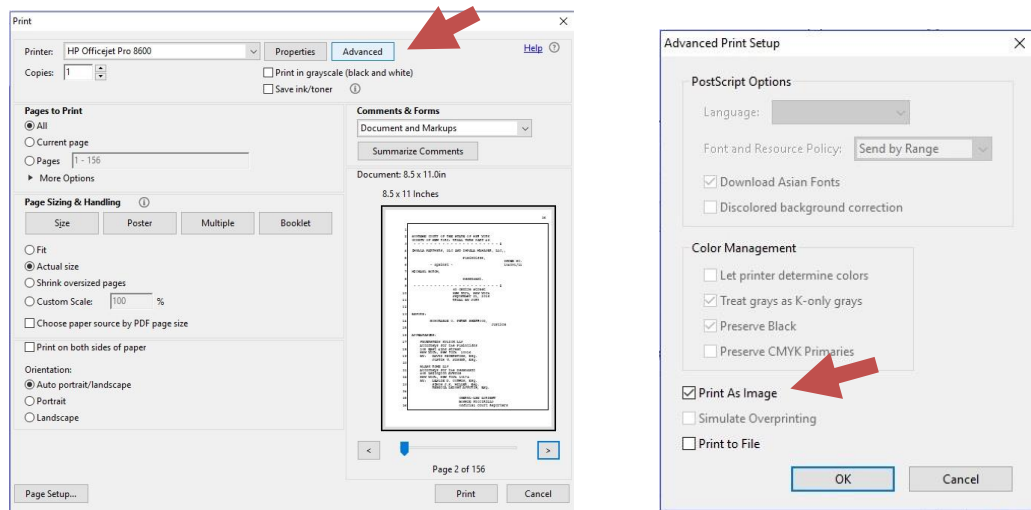 Print
Printer: HP Officejet Pro 8600 Properties Advanced Help
Copies: 1 Print in grayscale (black and white)
Save ink/toner
Pages to Print
All
Current page
Pages 1 - 156
More Options
Page Sizing & Handling
Size Poster Multiple Booklet
Fit
Actual size
Shrink oversized pages
Custom Scale: 100 %
Choose paper source by PDF page size
Print on both sides of paper
Orientation:
Auto portrait/landscape
Portrait
Landscape
Comments & Forms
Document and Markups
Summarize Comments
Document: 8.5 x 11.0in
8.5 x 11 Inches
< >
Page 2 of 156
Page Setup... Print Cancel
Advanced Print Setup
PostScript Options
Language:
Font and Resource Policy: Send by Range
Download Asian Fonts
Discolored background correction
Color Management
Let printer determine colors
Treat grays as K-only grays
Preserve Black
Preserve CMYK Primaries
Print As Image
Simulate Overprinting
Print to File
OK Cancel